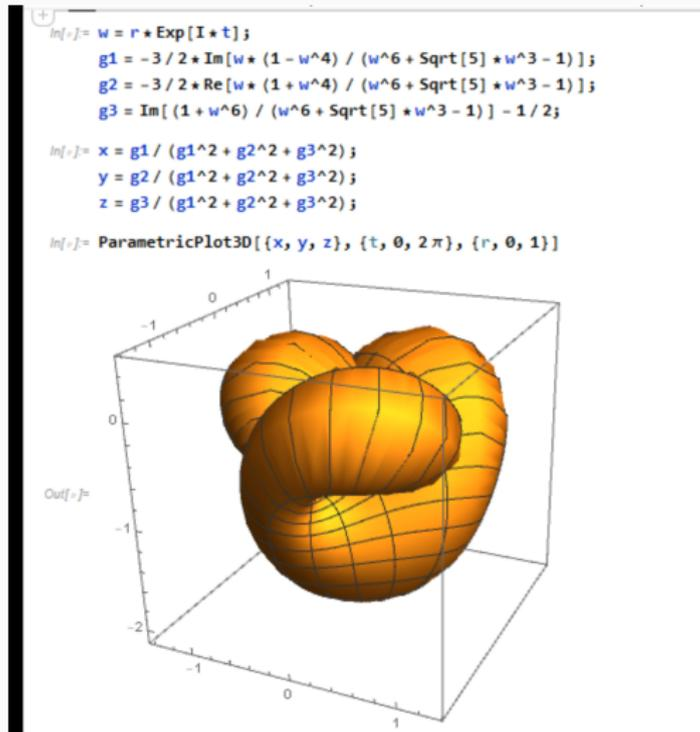 In[ ]:= w = r * Exp[I * t];
g1 = -3 / 2 * Im[w * (1 - w^4) / (w^6 + Sqrt[5] * w^3 - 1)];
g2 = -3 / 2 * Re[w * (1 + w^4) / (w^6 + Sqrt[5] * w^3 - 1)];
g3 = Im[(1 + w^6) / (w^6 + Sqrt[5] * w^3 - 1)] - 1 / 2;
In[ ]:= x = g1 / (g1^2 + g2^2 + g3^2);
y = g2 / (g1^2 + g2^2 + g3^2);
z = g3 / (g1^2 + g2^2 + g3^2);
In[ ]:= ParametricPlot3D[{x, y, z}, {t, 0, 2 π}, {r, 0, 1}]
1
0
-1
0
Out[ ]=
-1
-2
-1
0
1